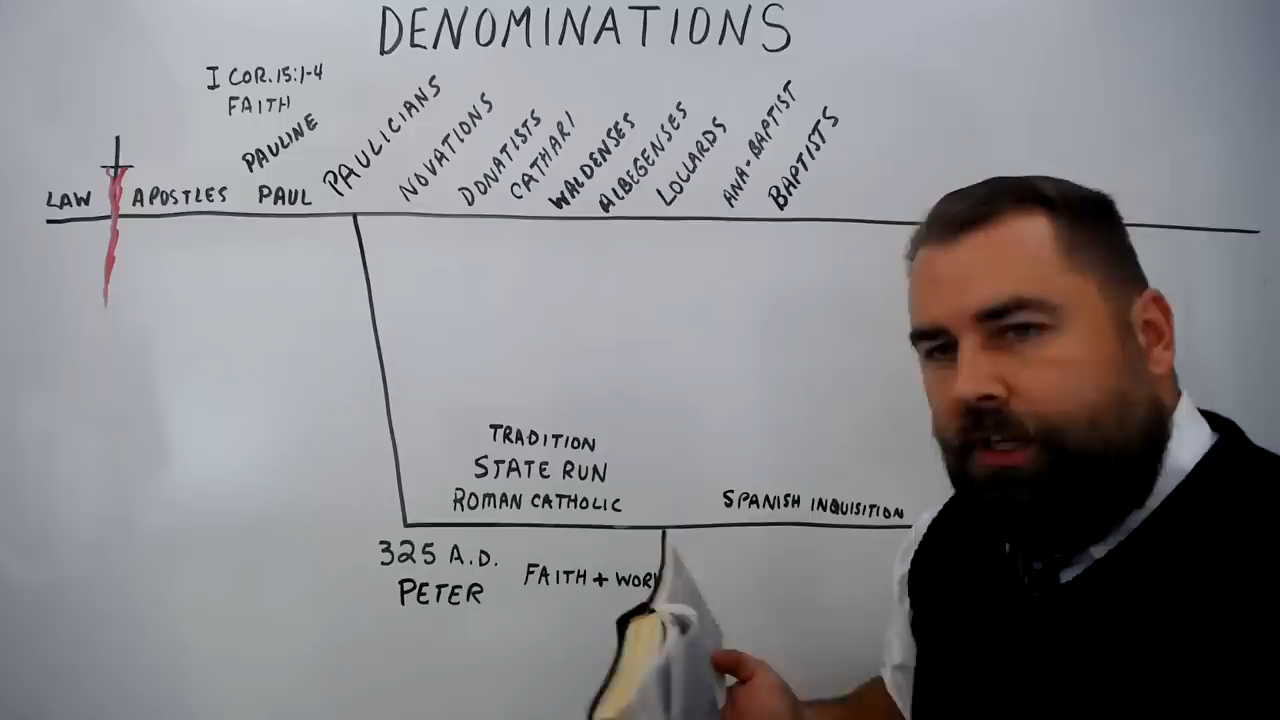 DENOMINATIONS
I COR. 15:1-4
FAITH
PAULINE
LAW
APOSTLES
PAUL
PAULICIANS
NOVATIONS
DONATISTS
CATHARI
WALDENSES
ALBEGENSES
LOLLARDS
ANA-BAPTIST
BAPTISTS
TRADITION
STATE RUN
ROMAN CATHOLIC
SPANISH INQUISITION
325 A.D.
PETER
FAITH + WOR